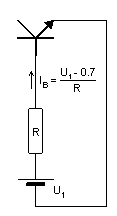 I_B = (U_1 - 0.7) / R
R
U_1